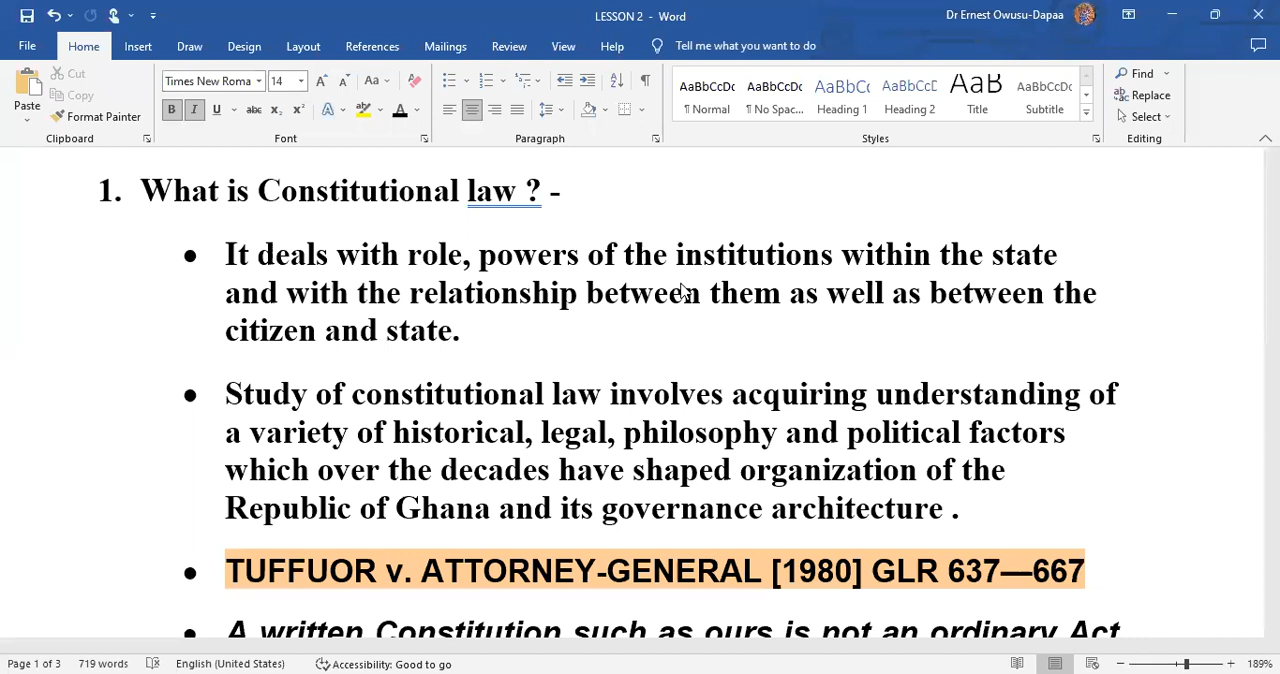 LESSON 2 - Word
Dr Ernest Owusu-Dapaa
File Home Insert Draw Design Layout References Mailings Review View Help Tell me what you want to do
Paste
Cut
Copy
Format Painter
Clipboard
Times New Roma 14
Font
Paragraph
AaBbCcDc AaBbCcDc AaBbCc AaBbCcD AaB AaBbCcDc
¶ Normal ¶ No Spac... Heading 1 Heading 2 Title Subtitle
Styles
Find
Replace
Select
Editing
1. What is Constitutional law ? -
• It deals with role, powers of the institutions within the state
and with the relationship between them as well as between the
citizen and state.
• Study of constitutional law involves acquiring understanding of
a variety of historical, legal, philosophy and political factors
which over the decades have shaped organization of the
Republic of Ghana and its governance architecture .
• TUFFUOR v. ATTORNEY-GENERAL [1980] GLR 637—667
• A written Constitution such as ours is not an ordinary Act
Page 1 of 3 719 words English (United States) Accessibility: Good to go 189%